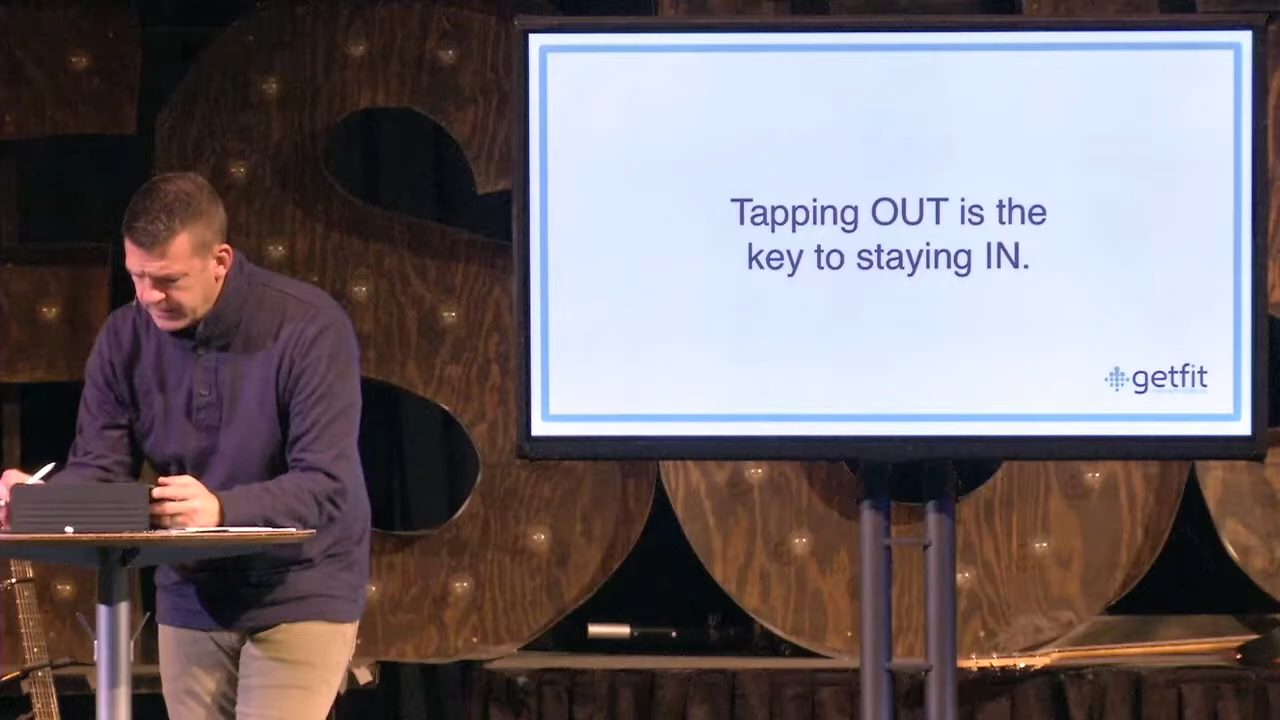 Tapping OUT is the
key to staying IN.
getfit